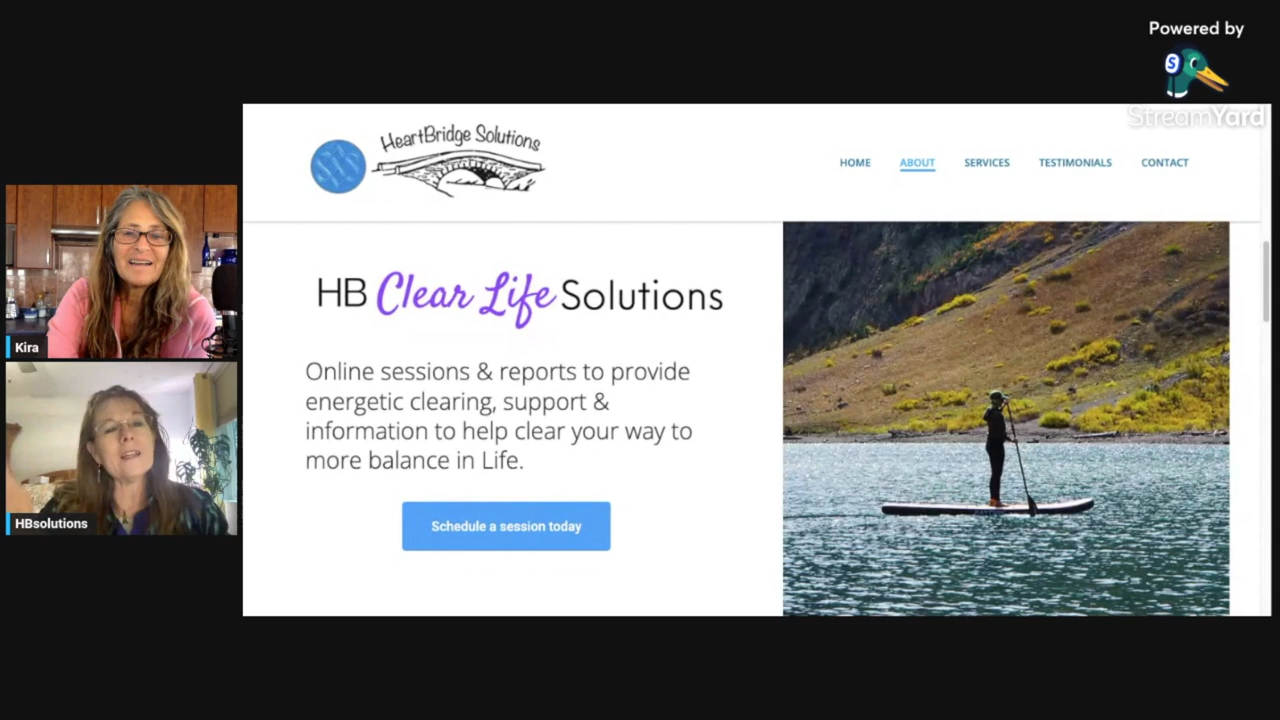 Powered by
S
StreamYard
HeartBridge Solutions
HOME ABOUT SERVICES TESTIMONIALS CONTACT
HB Clear Life Solutions
Online sessions & reports to provide
energetic clearing, support &
information to help clear your way to
more balance in Life.
Schedule a session today
Kira
HBsolutions